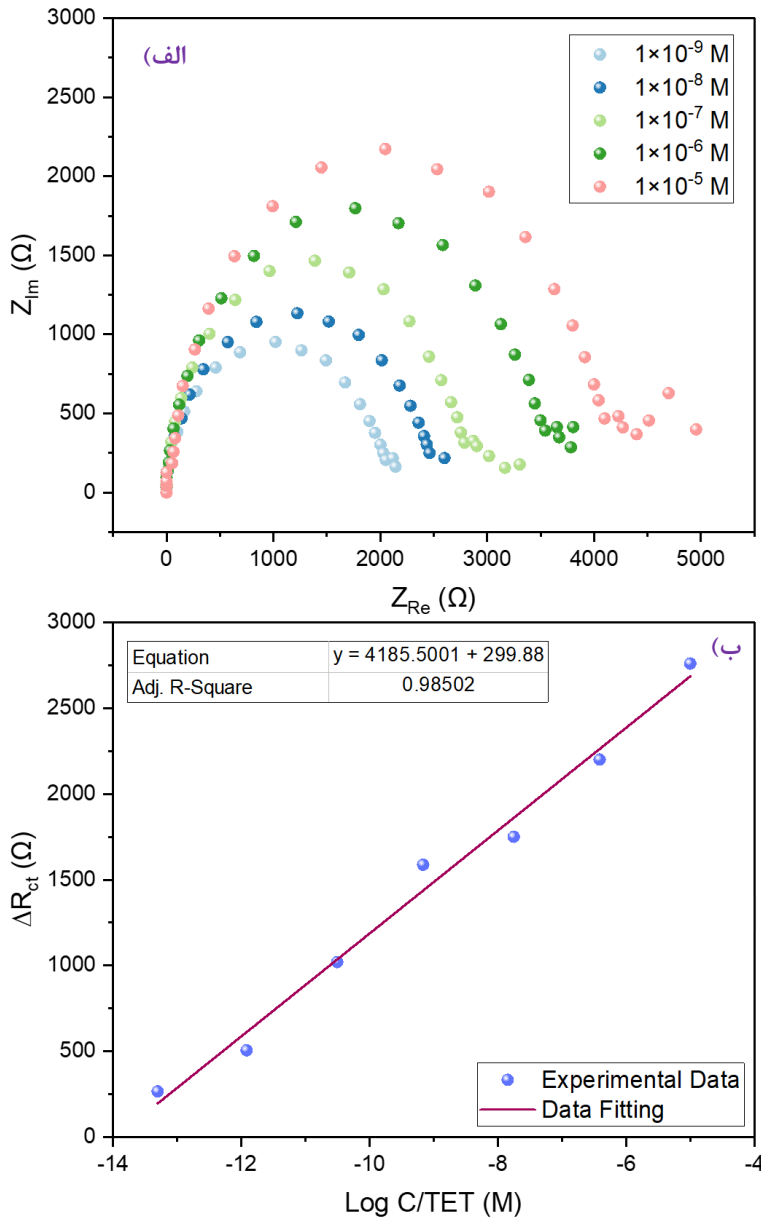 3000
2500
2000
1500
1000
500
0
Z_Im (Ω)
الف)
1×10⁻⁹ M
1×10⁻⁸ M
1×10⁻⁷ M
1×10⁻⁶ M
1×10⁻⁵ M
0 1000 2000 3000 4000 5000
Z_Re (Ω)
3000
2500
2000
1500
1000
500
0
ΔR_ct (Ω)
ب)
Equation y = 4185.5001 + 299.88
Adj. R-Square 0.98502
Experimental Data
Data Fitting
-14 -12 -10 -8 -6 -4
Log C/TET (M)